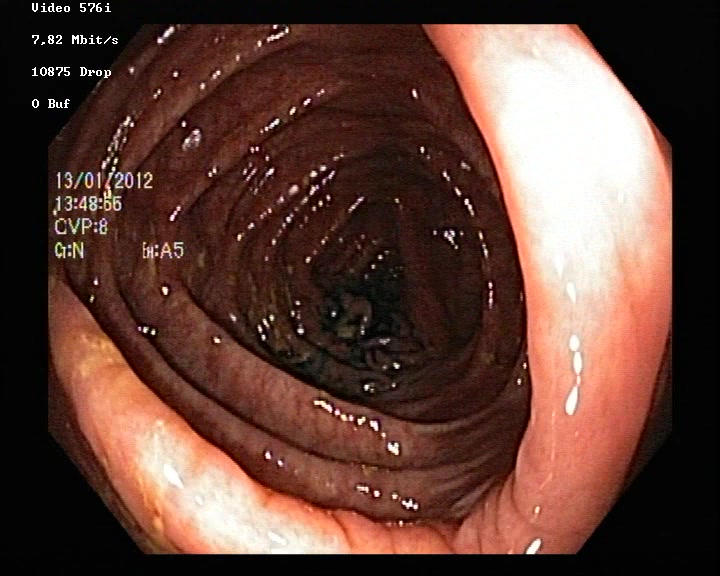 Video 576i
7,82 Mbit/s
10875 Drop
0 Buf
13/01/2012
13:48:56
CVP:8
G:N
A5